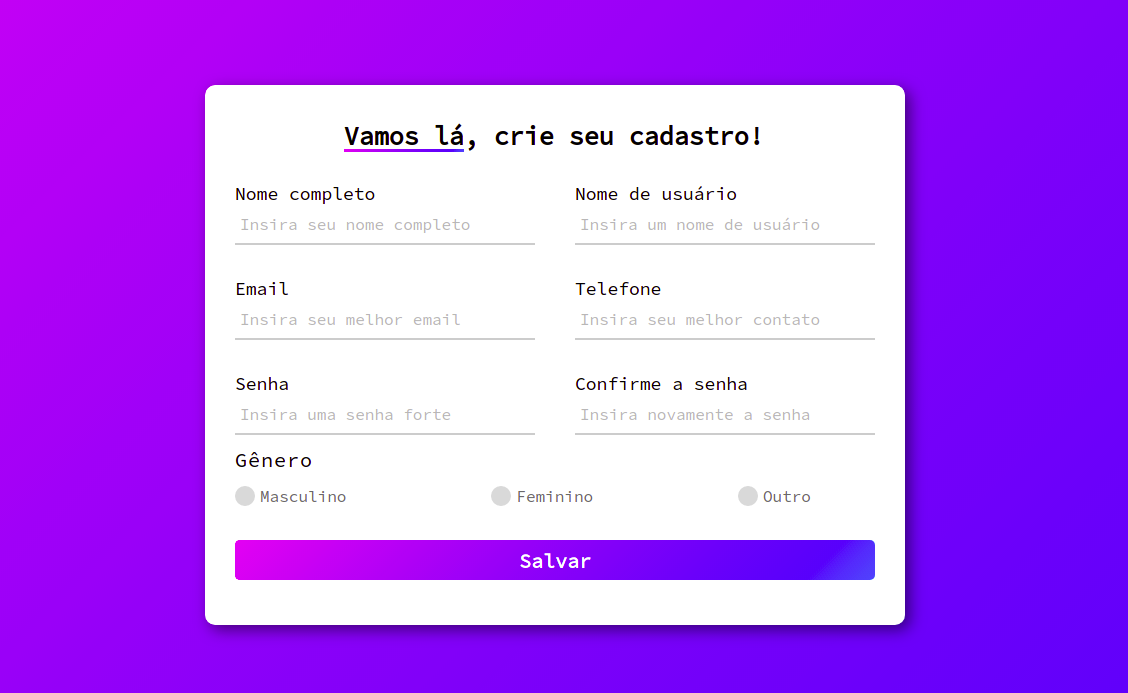 Vamos lá, crie seu cadastro!
Nome completo
Nome de usuário
Insira seu nome completo
Insira um nome de usuário
Email
Telefone
Insira seu melhor email
Insira seu melhor contato
Senha
Confirme a senha
Insira uma senha forte
Insira novamente a senha
Gênero
Masculino
Feminino
Outro
Salvar